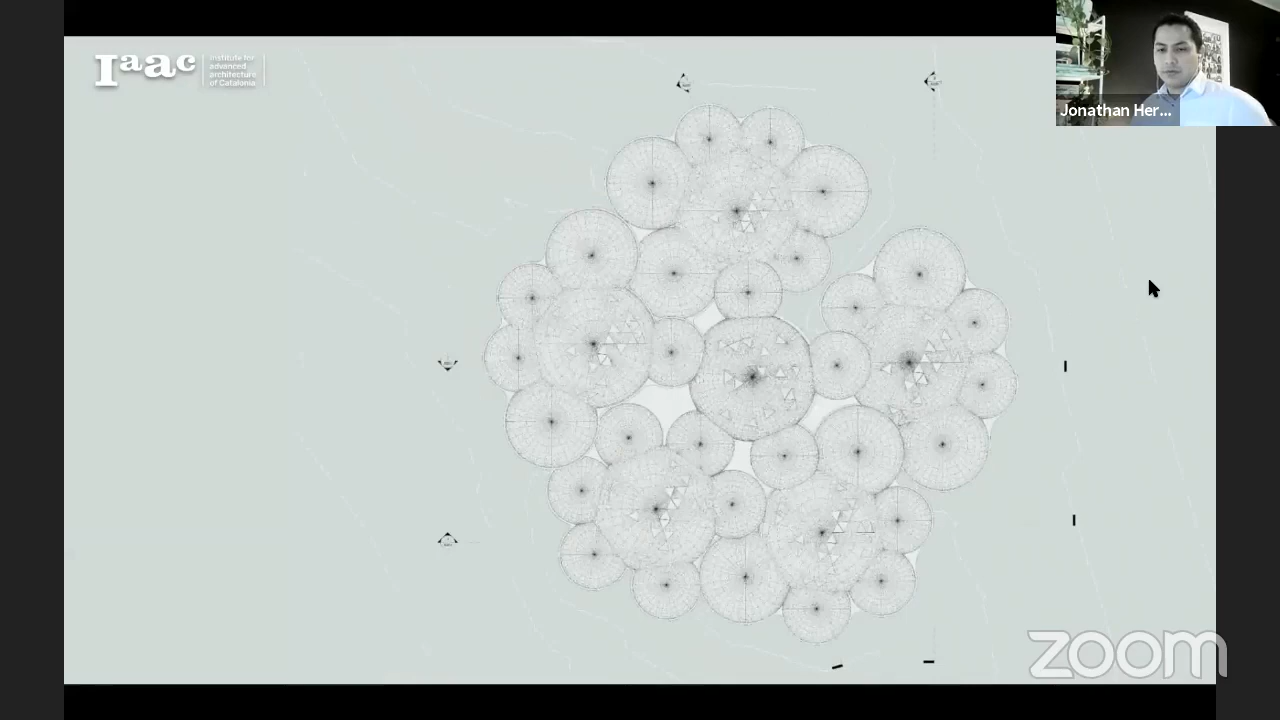 Iaac
Institute for
advanced
architecture
of Catalonia
Jonathan Her...
zoom